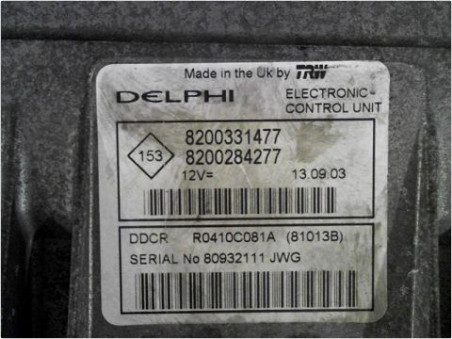 Made in the Uk by TRW
DELPHI ELECTRONIC-
CONTROL UNIT
153 8200331477
8200284277
12V= 13.09.03
DDCR R0410C081A (81013B)
SERIAL No 80932111 JWG